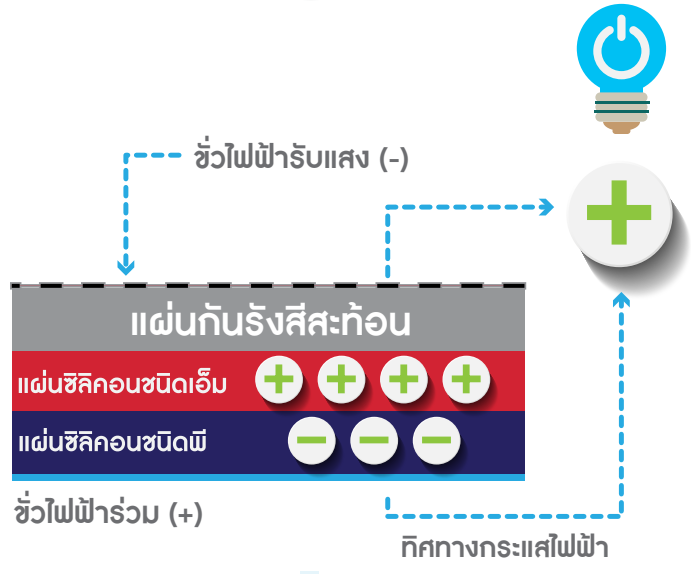 ขั่วไฟฟ้ารับแสง (-)
แผ่นกันรังสีสะท้อน
แผ่นซิลิคอนชนิดเอ็ม
แผ่นซิลิคอนชนิดพี
ขั่วไฟฟ้าร่วม (+)
ทิศทางกระแสไฟฟ้า